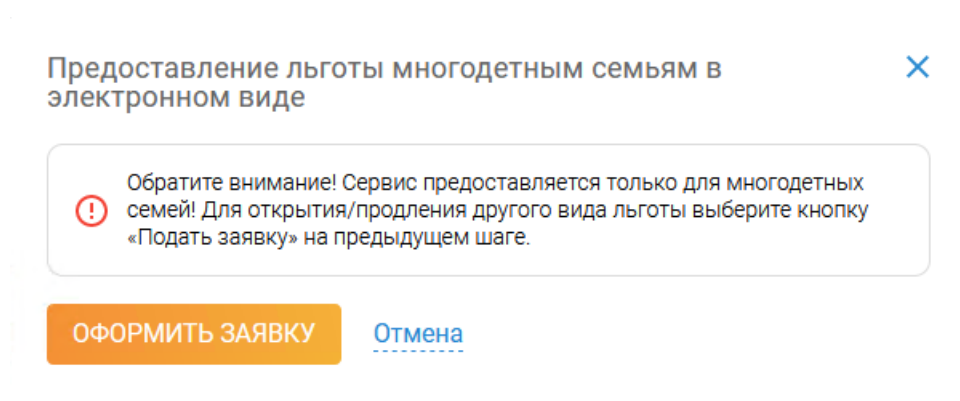 Предоставление льготы многодетным семьям в
электронном виде
Обратите внимание! Сервис предоставляется только для многодетных
семей! Для открытия/продления другого вида льготы выберите кнопку
«Подать заявку» на предыдущем шаге.
ОФОРМИТЬ ЗАЯВКУ
Отмена